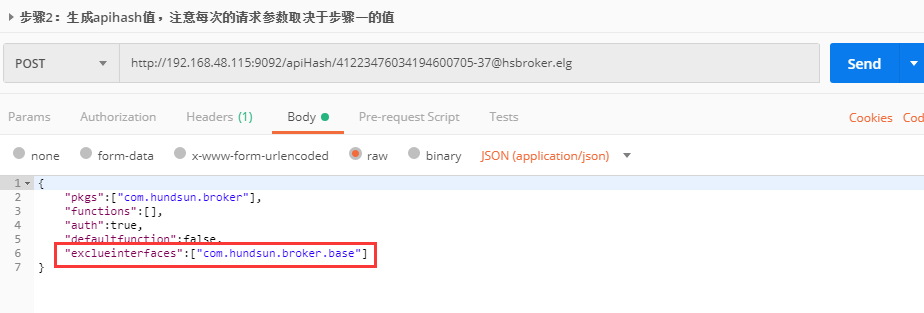 步骤2：生成apihash值，注意每次的请求参数取决于步骤一的值
POST http://192.168.48.115:9092/apiHash/41223476034194600705-37@hsbroker.elg Send
Params Authorization Headers (1) Body Pre-request Script Tests Cookies Cod
none form-data x-www-form-urlencoded raw binary JSON (application/json)
1 {
2 "pkgs":["com.hundsun.broker"],
3 "functions":[],
4 "auth":true,
5 "defaultfunction":false,
6 "exclueinterfaces":["com.hundsun.broker.base"]
7 }